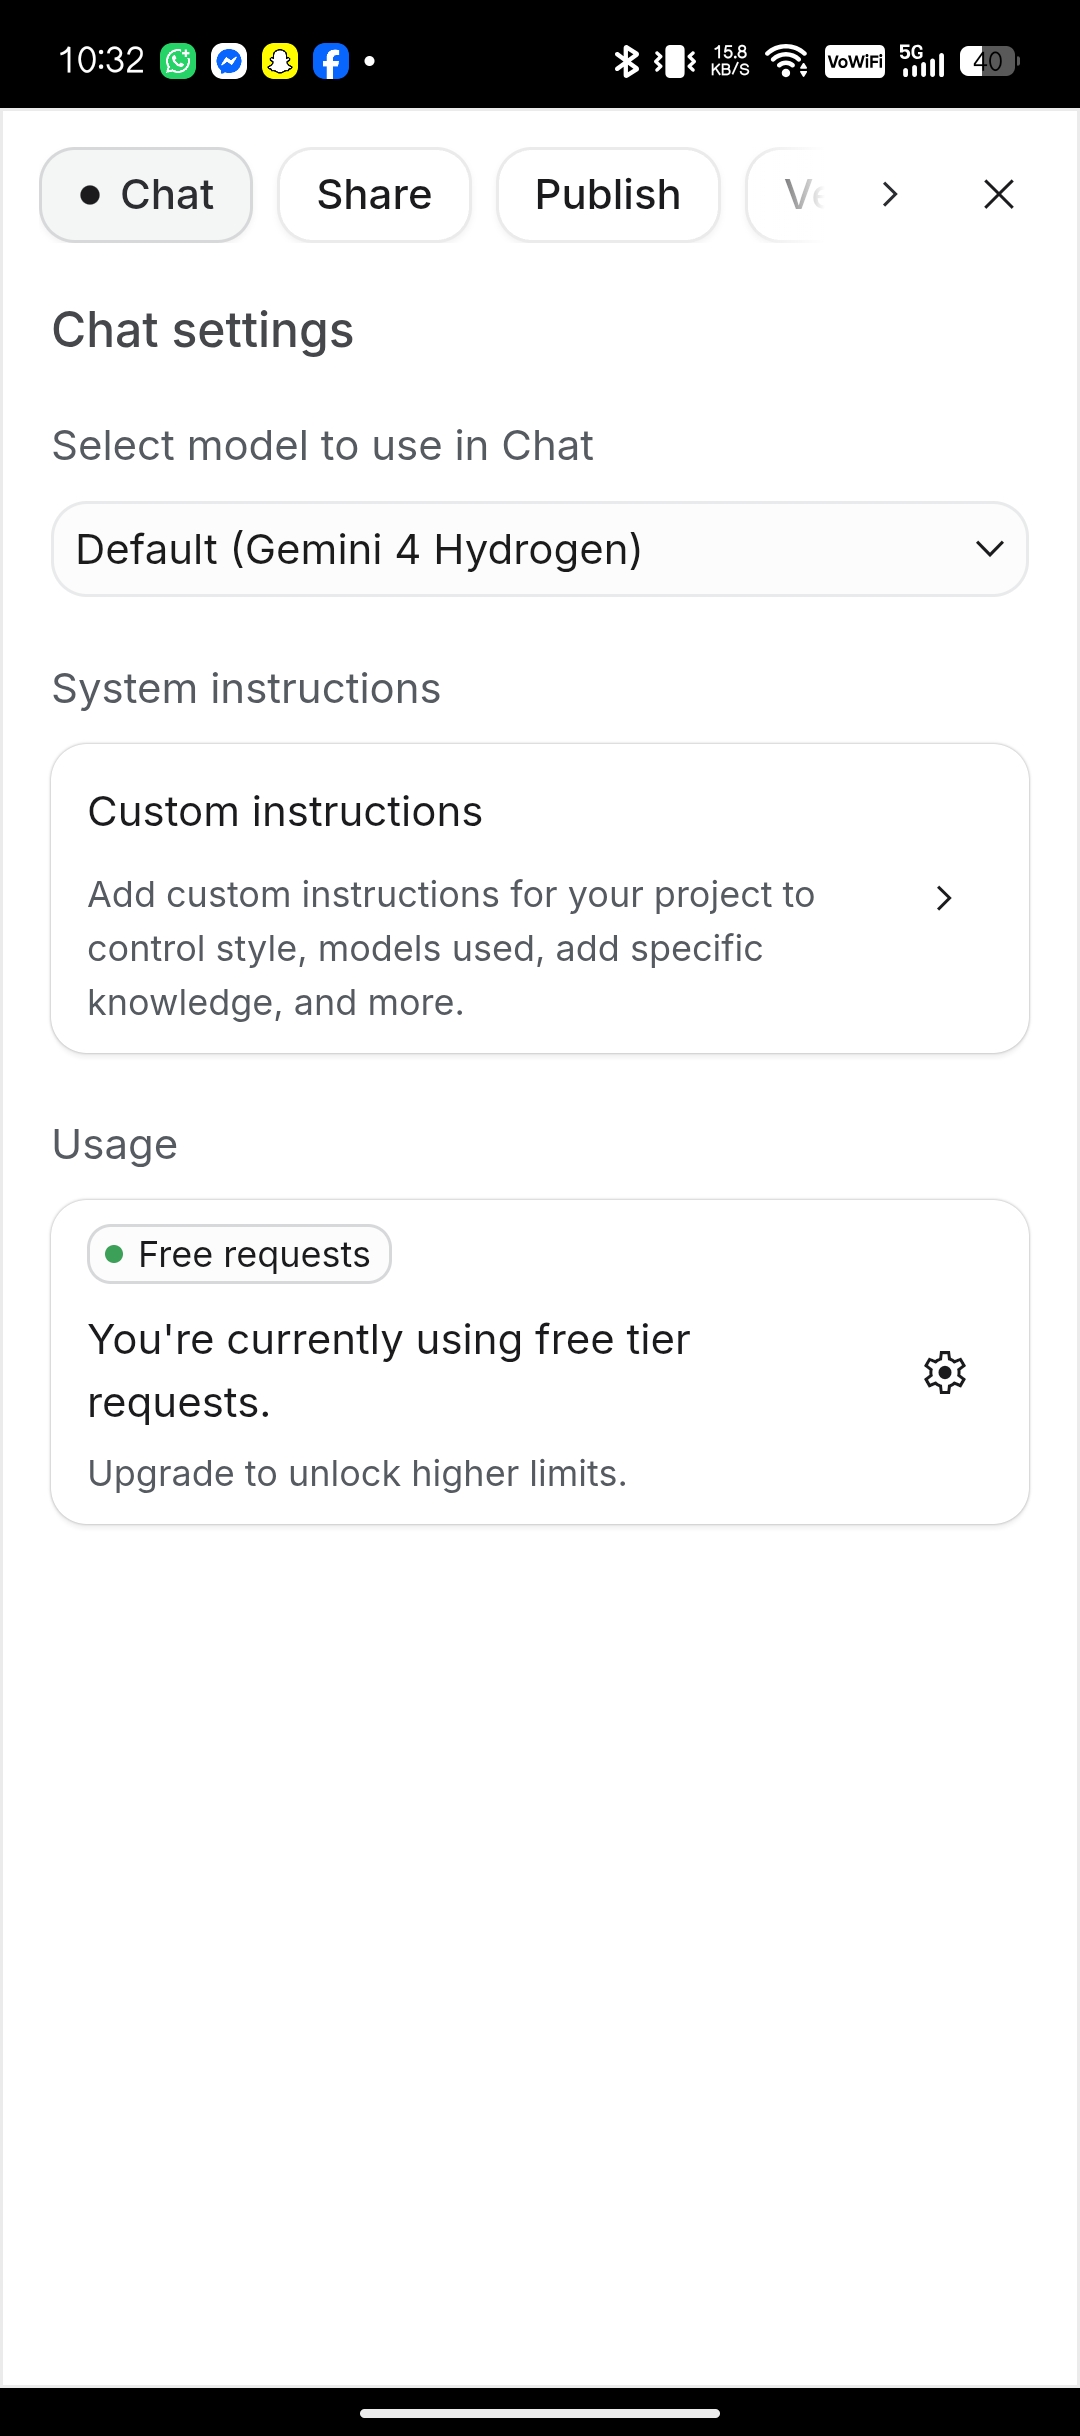 10:32
15.8
KB/S
VoWiFi
5G
40
Chat
Share
Publish
Chat settings
Select model to use in Chat
Default (Gemini 4 Hydrogen)
System instructions
Custom instructions
Add custom instructions for your project to
control style, models used, add specific
knowledge, and more.
Usage
Free requests
You're currently using free tier
requests.
Upgrade to unlock higher limits.